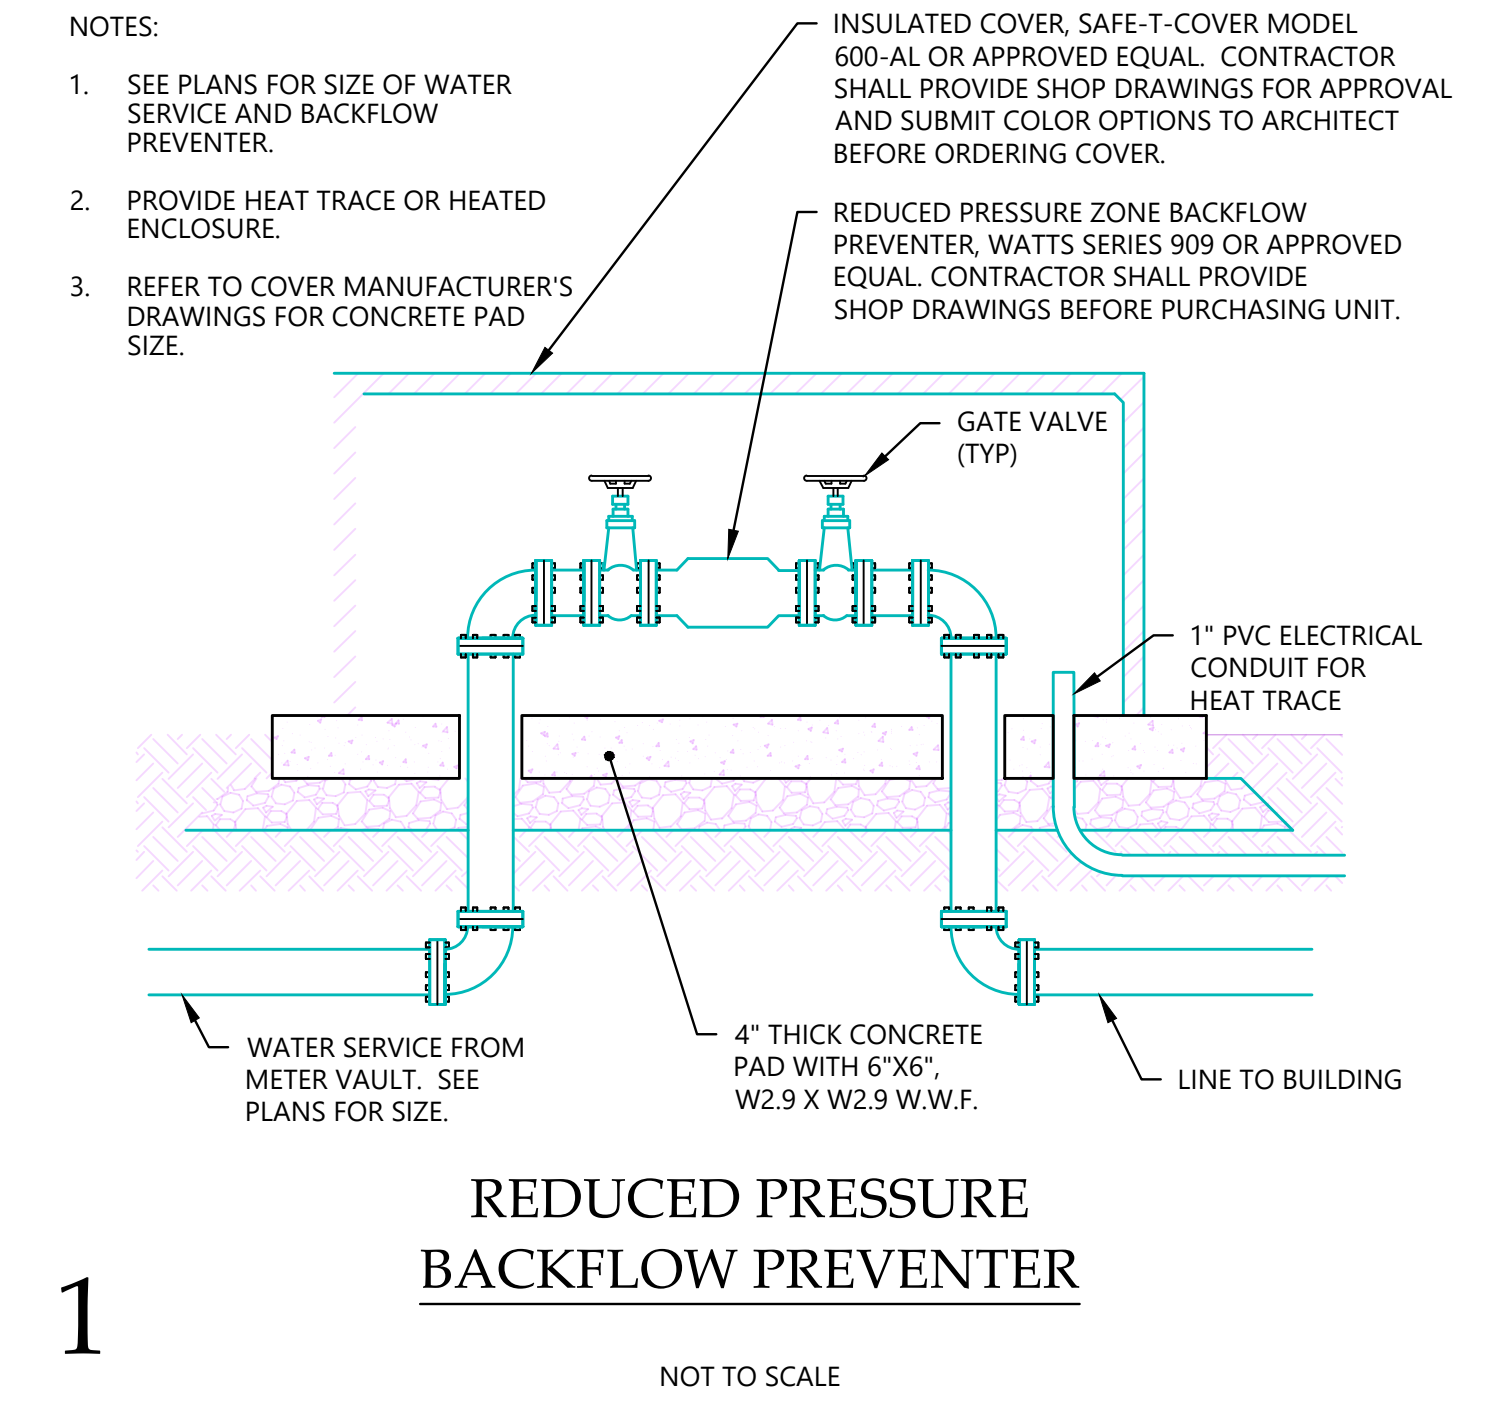 NOTES:
1. SEE PLANS FOR SIZE OF WATER
SERVICE AND BACKFLOW
PREVENTER.
2. PROVIDE HEAT TRACE OR HEATED
ENCLOSURE.
3. REFER TO COVER MANUFACTURER'S
DRAWINGS FOR CONCRETE PAD
SIZE.
INSULATED COVER, SAFE-T-COVER MODEL
600-AL OR APPROVED EQUAL. CONTRACTOR
SHALL PROVIDE SHOP DRAWINGS FOR APPROVAL
AND SUBMIT COLOR OPTIONS TO ARCHITECT
BEFORE ORDERING COVER.
REDUCED PRESSURE ZONE BACKFLOW
PREVENTER, WATTS SERIES 909 OR APPROVED
EQUAL. CONTRACTOR SHALL PROVIDE
SHOP DRAWINGS BEFORE PURCHASING UNIT.
GATE VALVE
(TYP)
1" PVC ELECTRICAL
CONDUIT FOR
HEAT TRACE
WATER SERVICE FROM
METER VAULT. SEE
PLANS FOR SIZE.
4" THICK CONCRETE
PAD WITH 6"X6",
W2.9 X W2.9 W.W.F.
LINE TO BUILDING
REDUCED PRESSURE
BACKFLOW PREVENTER
1
NOT TO SCALE